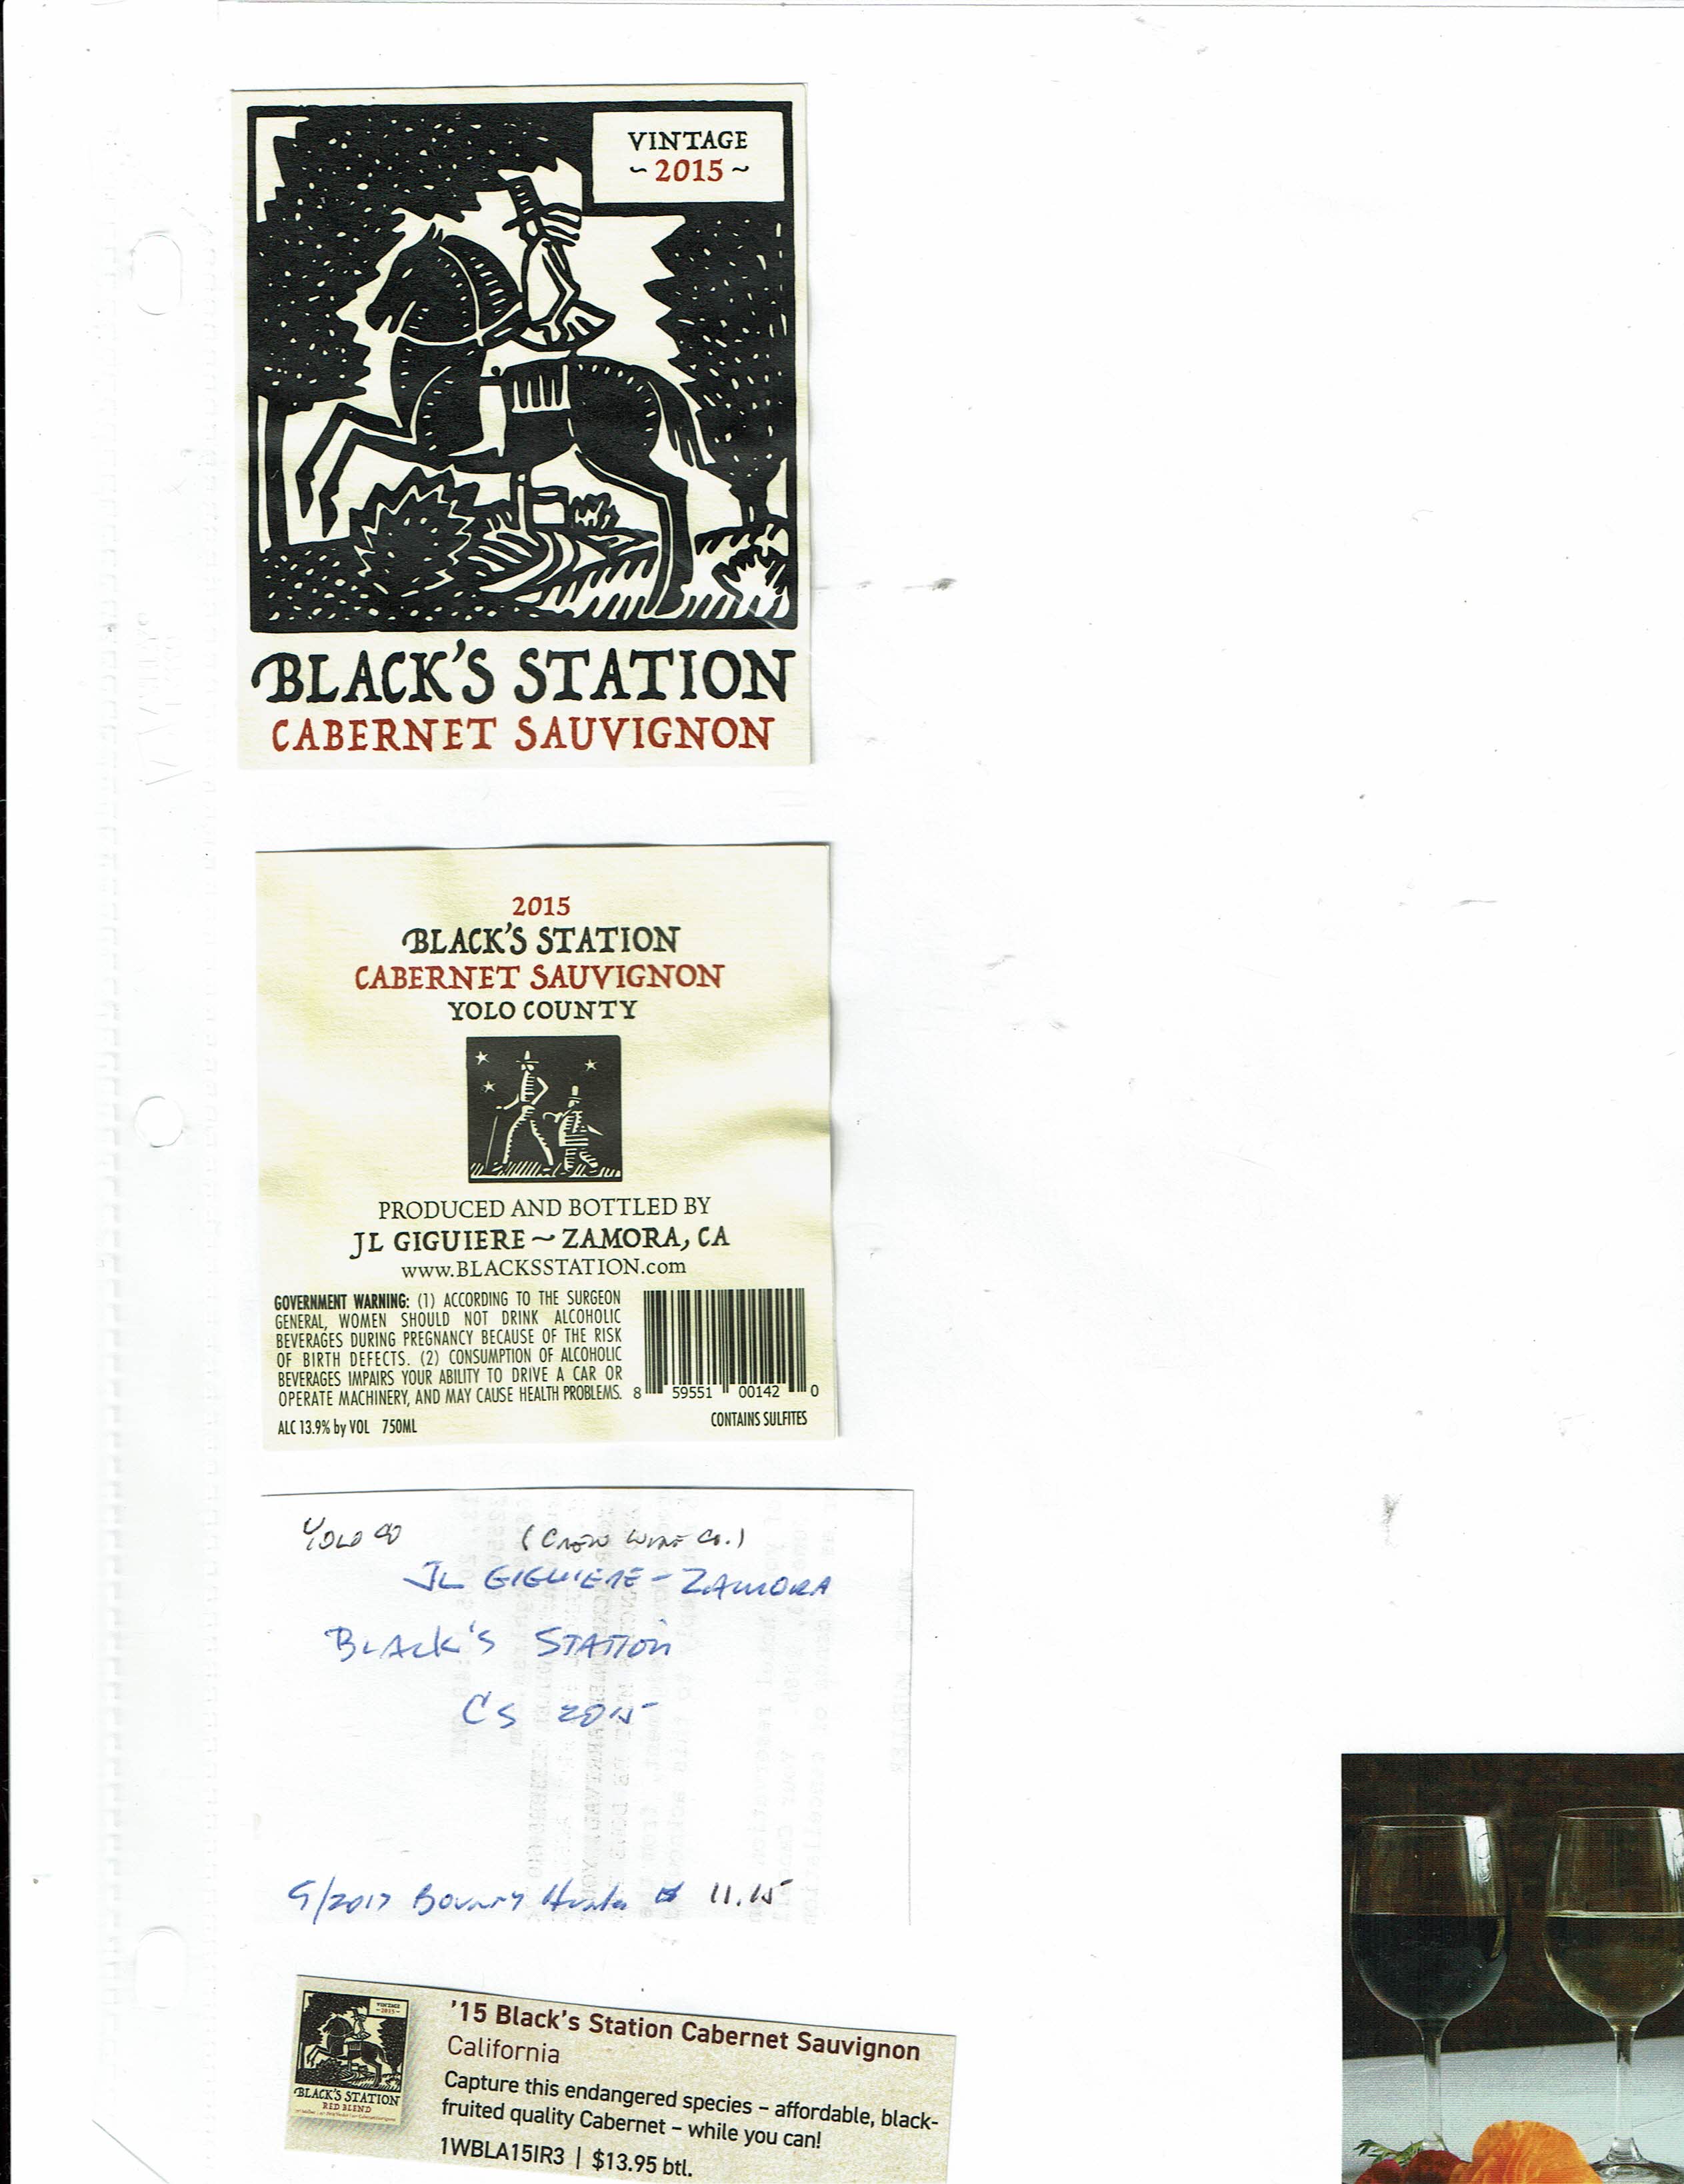 VINTAGE
~ 2015 ~
BLACK'S STATION
CABERNET SAUVIGNON
2015
BLACK'S STATION
CABERNET SAUVIGNON
YOLO COUNTY
PRODUCED AND BOTTLED BY
JL GIGUIERE ~ ZAMORA, CA
www.BLACKSSTATION.com
GOVERNMENT WARNING: (1) ACCORDING TO THE SURGEON
GENERAL, WOMEN SHOULD NOT DRINK ALCOHOLIC
BEVERAGES DURING PREGNANCY BECAUSE OF THE RISK
OF BIRTH DEFECTS. (2) CONSUMPTION OF ALCOHOLIC
BEVERAGES IMPAIRS YOUR ABILITY TO DRIVE A CAR OR
OPERATE MACHINERY, AND MAY CAUSE HEALTH PROBLEMS.
8 59551 00142 0
ALC 13.9% by VOL 750ML
CONTAINS SULFITES
YOLO CO (CREW WINE CO.)
JL GIGUIERE - ZAMORA
BLACK'S STATION
CS 2015
9/2017 BOUNTY Hunter $ 11.15
VINTAGE
~ 2015 ~
BLACK'S STATION
RED BLEND
'15 Black's Station Cabernet Sauvignon
California
Capture this endangered species – affordable, black-
fruited quality Cabernet – while you can!
1WBLA15IR3 | $13.95 btl.